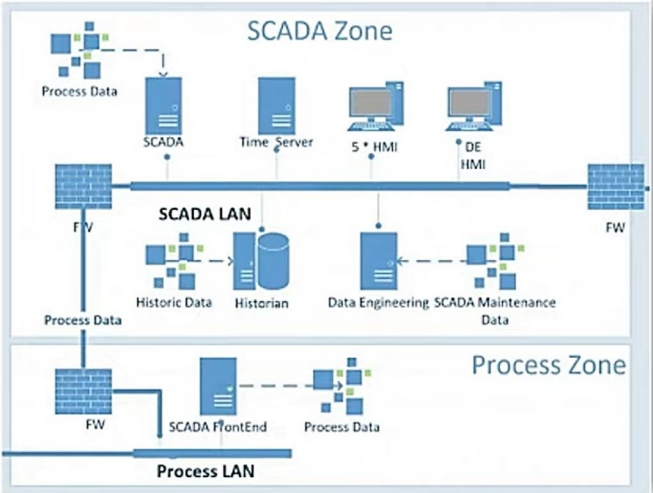 SCADA Zone
Process Data
SCADA
Time Server
5 * HMI
DE
HMI
SCADA LAN
FW
FW
Historic Data
Historian
Data Engineering
SCADA Maintenance
Data
Process Data
Process Zone
FW
SCADA FrontEnd
Process Data
Process LAN